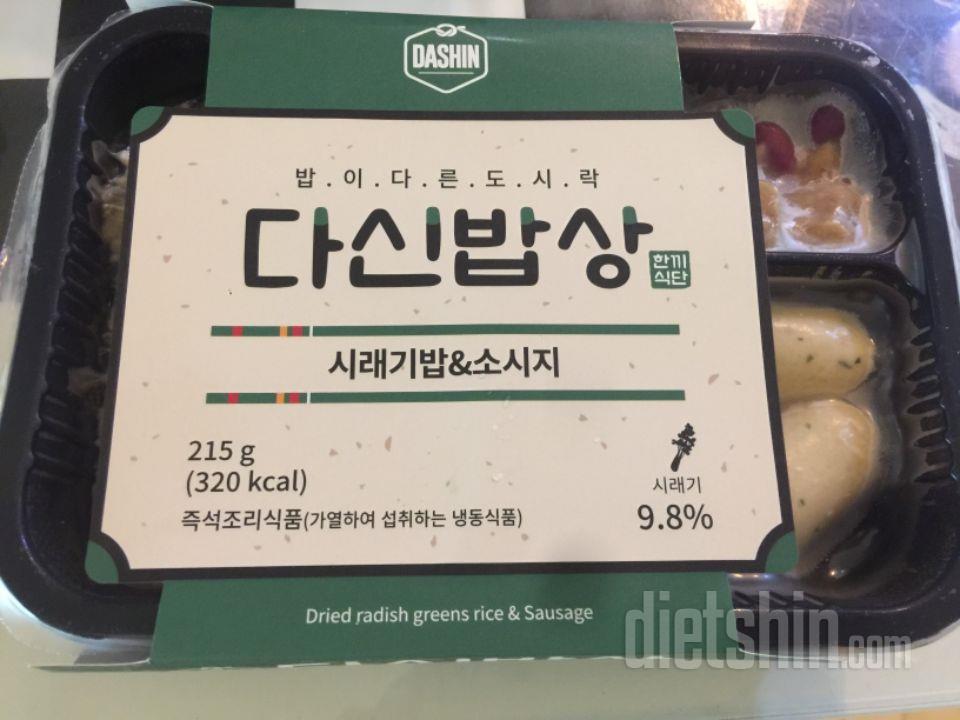 DASHIN
밥.이.다.른.도.시.락
다신밥상
한끼
식단
시래기밥&소시지
215 g
(320 kcal)
즉석조리식품(가열하여 섭취하는 냉동식품)
시래기
9.8%
Dried radish greens rice & Sausage
dietshin.com